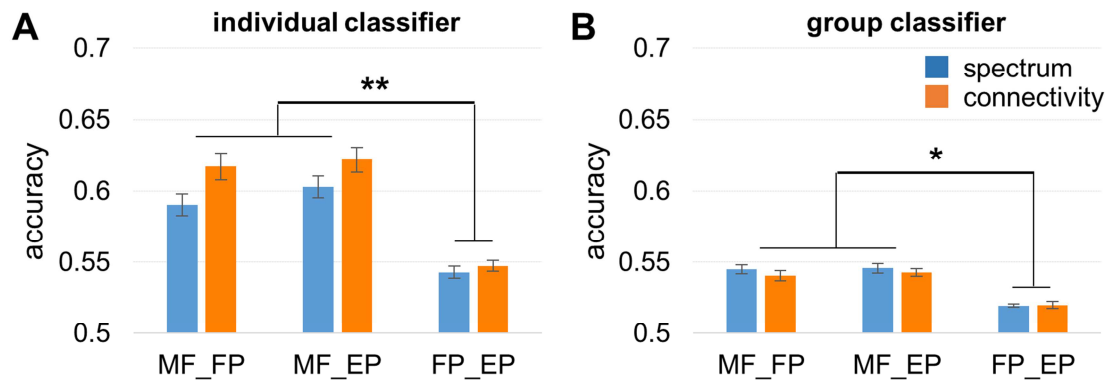 A individual classifier
accuracy
0.7
0.65
0.6
0.55
0.5
**
MF_FP MF_EP FP_EP
B group classifier
accuracy
0.7
0.65
0.6
0.55
0.5
spectrum
connectivity
*
MF_FP MF_EP FP_EP